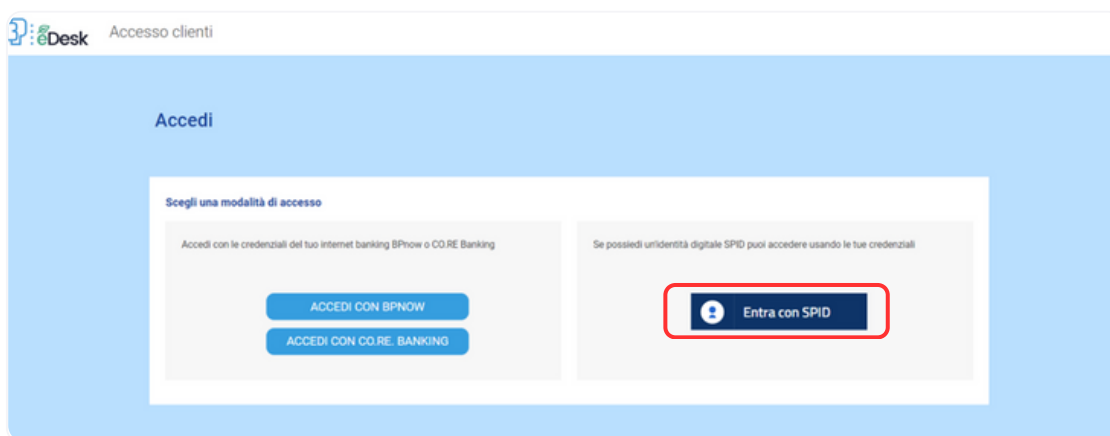 eDesk Accesso clienti
Accedi
Scegli una modalità di accesso
Accedi con le credenziali del tuo internet banking BPnow o CO.RE Banking
ACCEDI CON BPNOW
ACCEDI CON CO.RE. BANKING
Se possiedi un'identità digitale SPID puoi accedere usando le tue credenziali
Entra con SPID